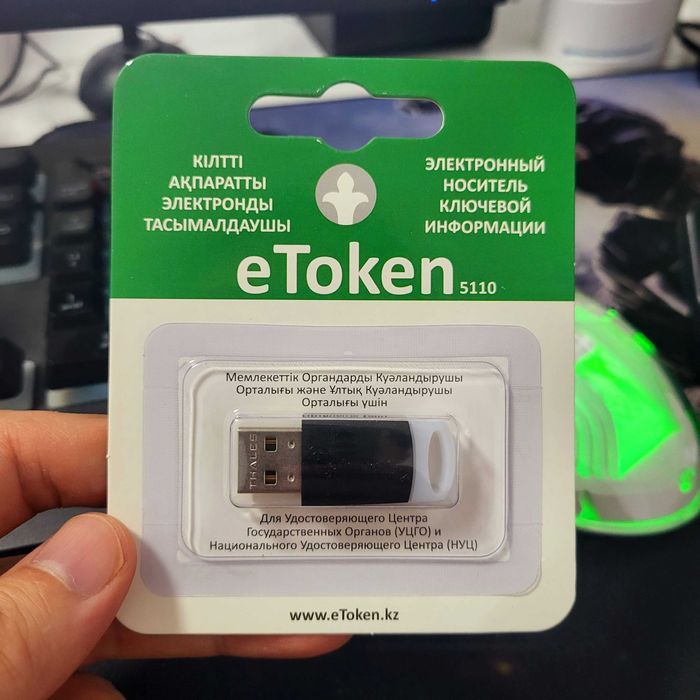 КІЛТТІ
АҚПАРАТТЫ
ЭЛЕКТРОНДЫ
ТАСЫМАЛДАУШЫ
ЭЛЕКТРОННЫЙ
НОСИТЕЛЬ
КЛЮЧЕВОЙ
ИНФОРМАЦИИ
eToken 5110
Мемлекеттік Органдарды Куәландырушы
Орталығы және Ұлтық Куәландырушы
Орталығы үшін
THALES
Для Удостоверяющего Центра
Государственных Органов (УЦГО) и
Национального Удостоверяющего Центра (НУЦ)
www.eToken.kz